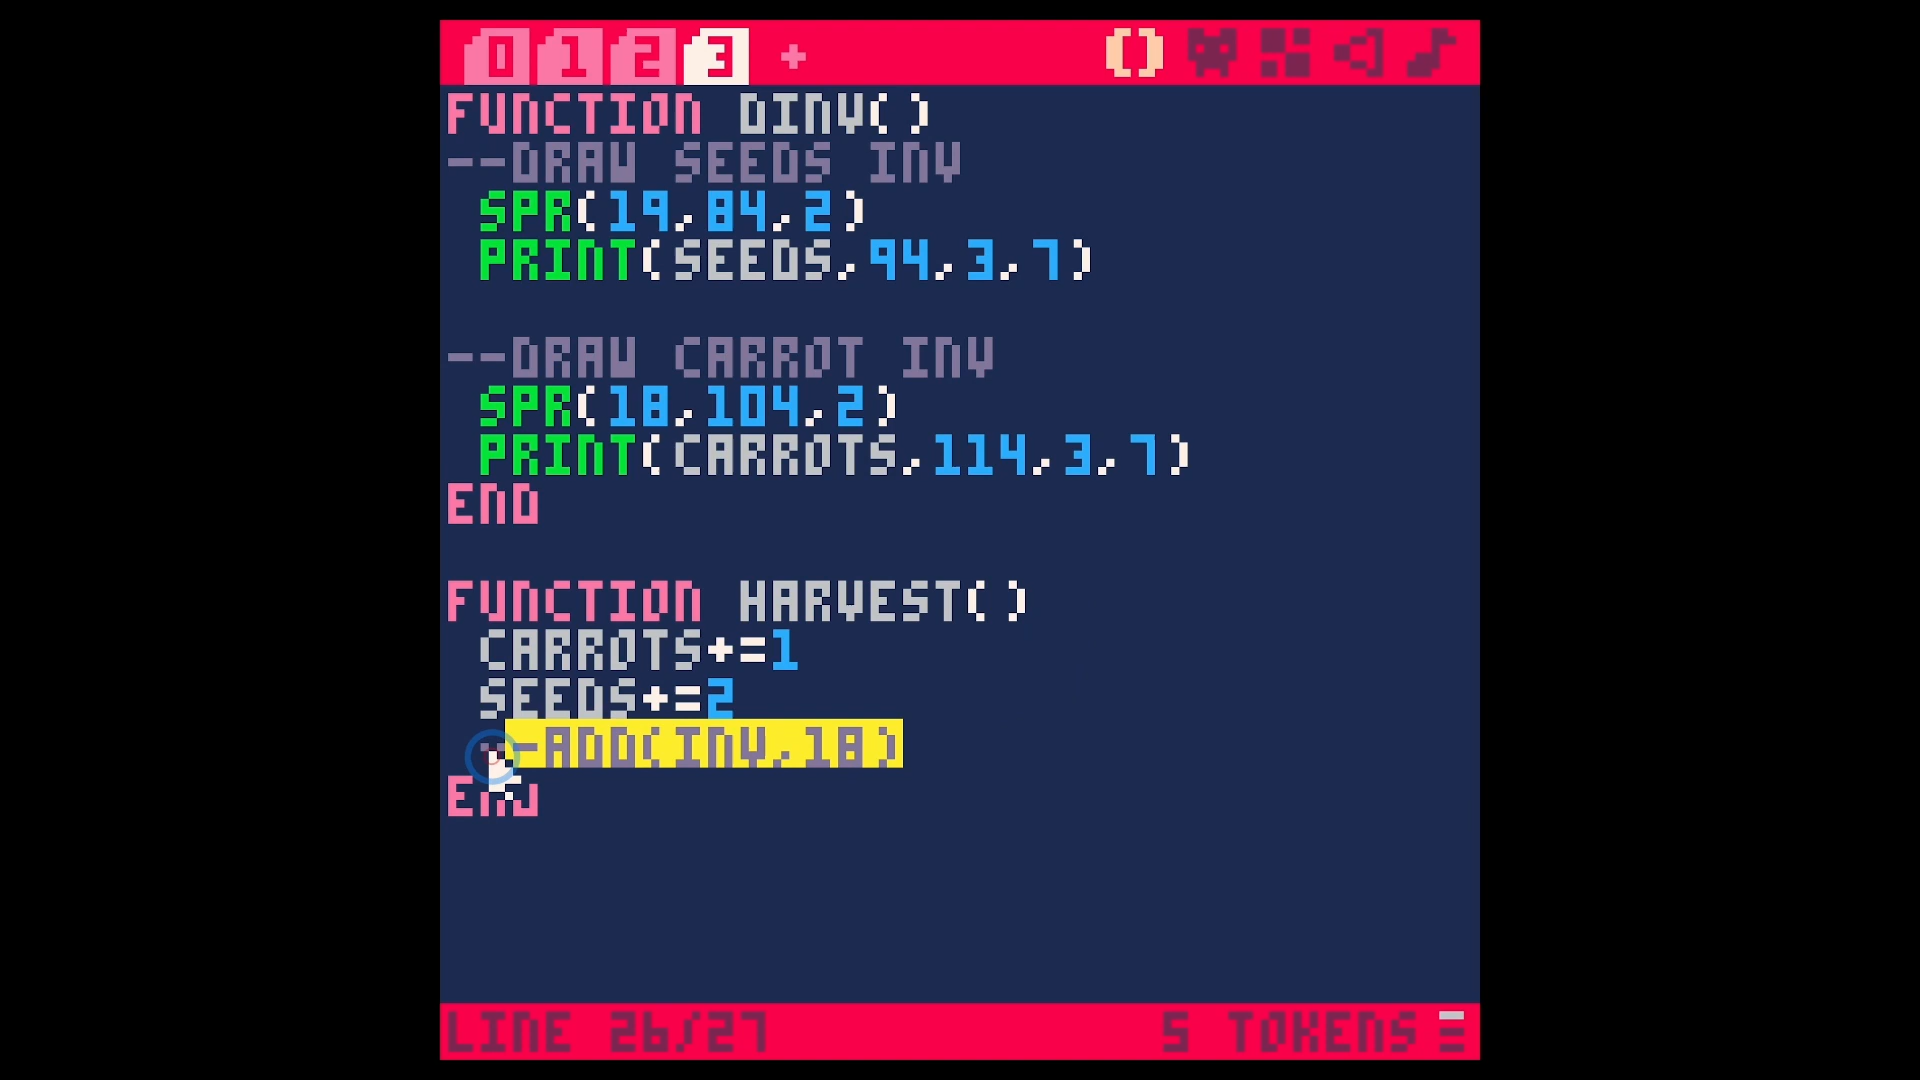 0 1 2 3 +
FUNCTION DINV()
--DRAW SEEDS INV
SPR(19,84,2)
PRINT(SEEDS,94,3,7)
--DRAW CARROT INV
SPR(18,104,2)
PRINT(CARROTS,114,3,7)
END
FUNCTION HARVEST()
CARROTS+=1
SEEDS+=2
--ADD(INV,18)
END
LINE 26/27 5 TOKENS